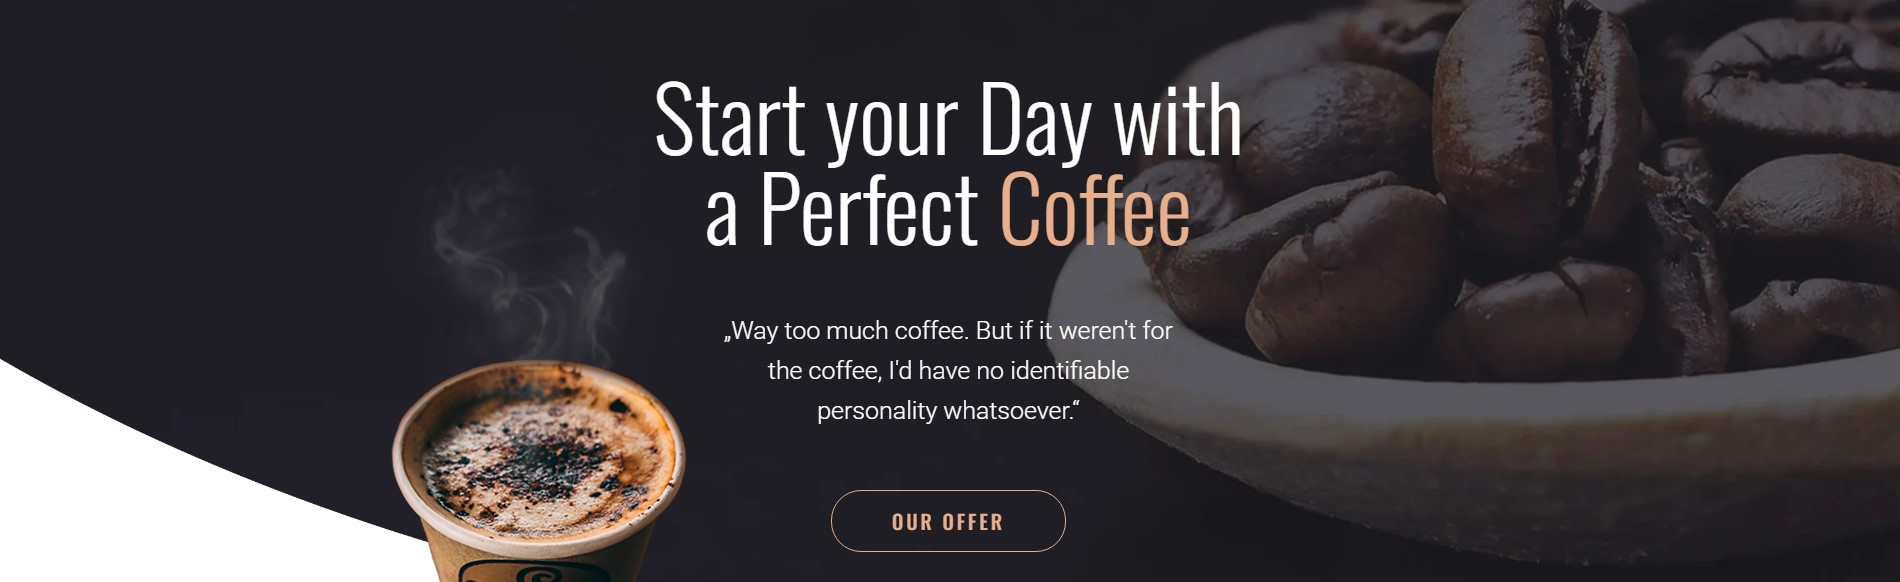 Start your Day with
a Perfect Coffee
„Way too much coffee. But if it weren't for
the coffee, I'd have no identifiable
personality whatsoever.“
OUR OFFER